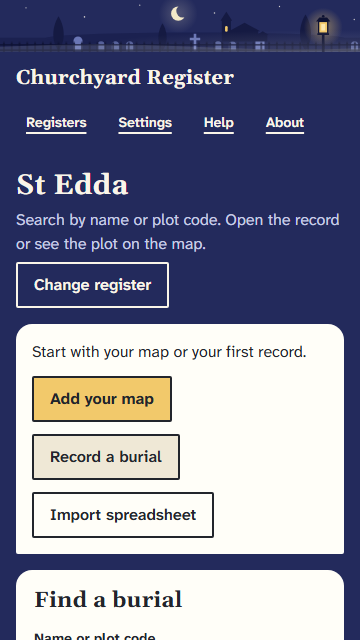 Churchyard Register
Registers Settings Help About
St Edda
Search by name or plot code. Open the record
or see the plot on the map.
Change register
Start with your map or your first record.
Add your map
Record a burial
Import spreadsheet
Find a burial
Name or plot code